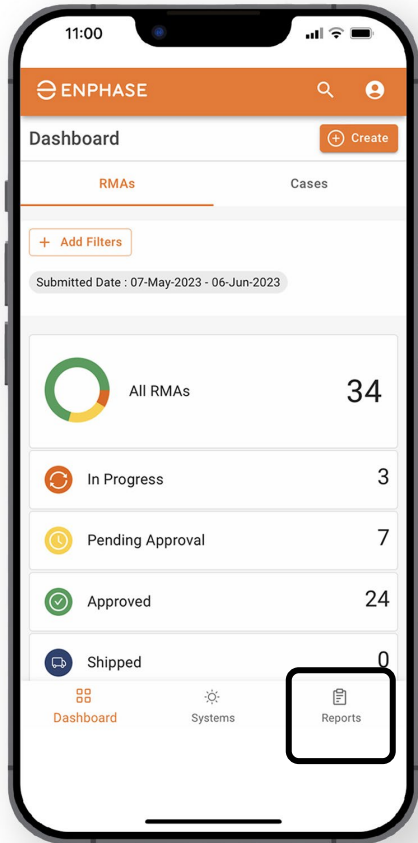 11:00
ENPHASE
Dashboard
Create
RMAs Cases
+ Add Filters
Submitted Date : 07-May-2023 - 06-Jun-2023
All RMAs 34
In Progress 3
Pending Approval 7
Approved 24
Shipped 0
Dashboard Systems Reports